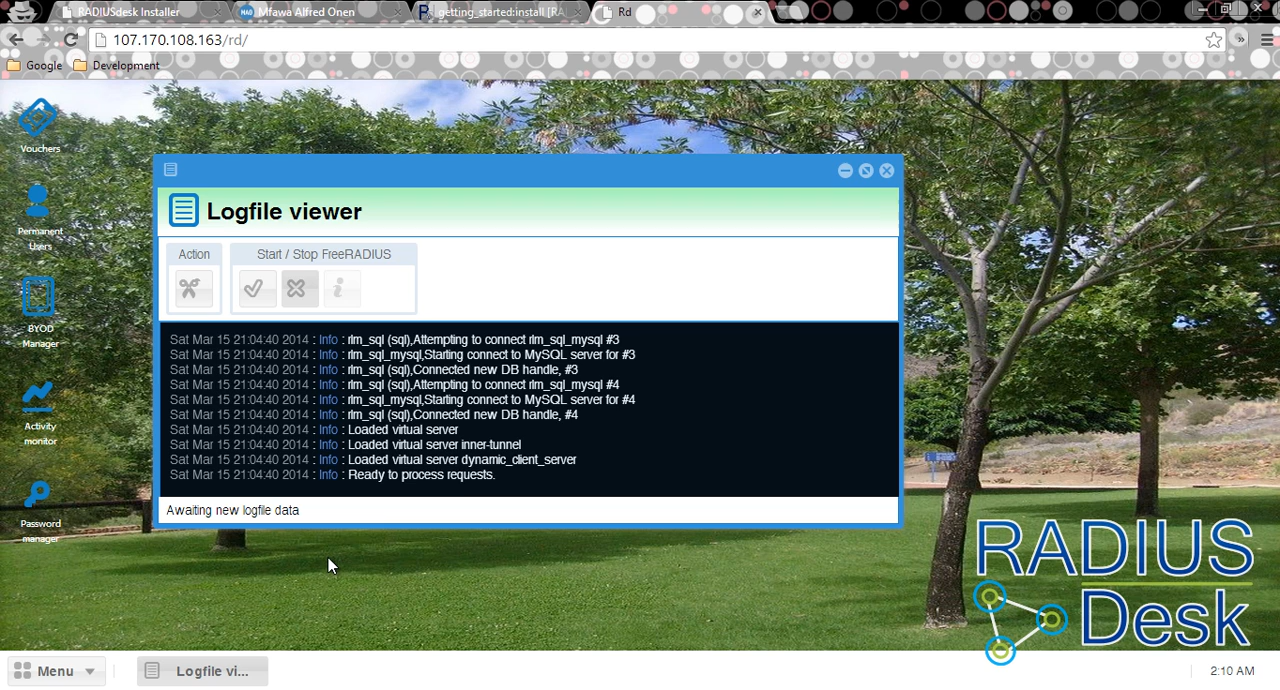 RADIUSdesk Installer
Mfawa Alfred Onen
getting_started:install [RA
Rd
107.170.108.163/rd/
Google
Development
Vouchers
Permanent
Users
BYOD
Manager
Activity
monitor
Password
manager
Logfile viewer
Action
Start / Stop FreeRADIUS
Sat Mar 15 21:04:40 2014 : Info : rlm_sql (sql),Attempting to connect rlm_sql_mysql #3
Sat Mar 15 21:04:40 2014 : Info : rlm_sql_mysql,Starting connect to MySQL server for #3
Sat Mar 15 21:04:40 2014 : Info : rlm_sql (sql),Connected new DB handle, #3
Sat Mar 15 21:04:40 2014 : Info : rlm_sql (sql),Attempting to connect rlm_sql_mysql #4
Sat Mar 15 21:04:40 2014 : Info : rlm_sql_mysql,Starting connect to MySQL server for #4
Sat Mar 15 21:04:40 2014 : Info : rlm_sql (sql),Connected new DB handle, #4
Sat Mar 15 21:04:40 2014 : Info : Loaded virtual server
Sat Mar 15 21:04:40 2014 : Info : Loaded virtual server inner-tunnel
Sat Mar 15 21:04:40 2014 : Info : Loaded virtual server dynamic_client_server
Sat Mar 15 21:04:40 2014 : Info : Ready to process requests.
Awaiting new logfile data
RADIUS
Desk
Menu
Logfile vi...
2:10 AM